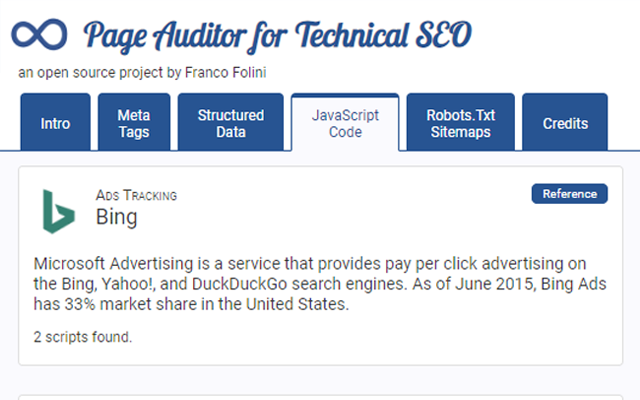 Page Auditor for Technical SEO
an open source project by Franco Folini
Intro
Meta
Tags
Structured
Data
JavaScript
Code
Robots.Txt
Sitemaps
Credits
Ads Tracking
Reference
Bing
Microsoft Advertising is a service that provides pay per click advertising on
the Bing, Yahoo!, and DuckDuckGo search engines. As of June 2015, Bing Ads
has 33% market share in the United States.
2 scripts found.